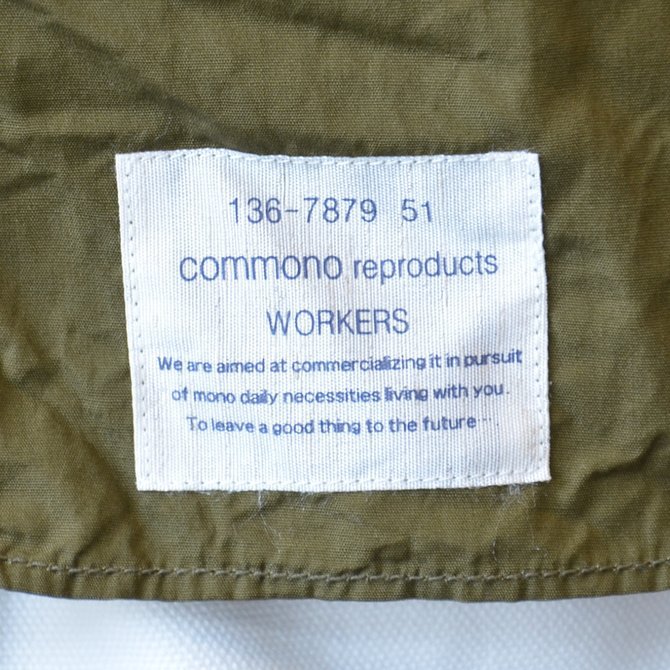 136-7879 51
commono reproducts
WORKERS
We are aimed at commercializing it in pursuit
of mono daily necessities living with you.
To leave a good thing to the future….